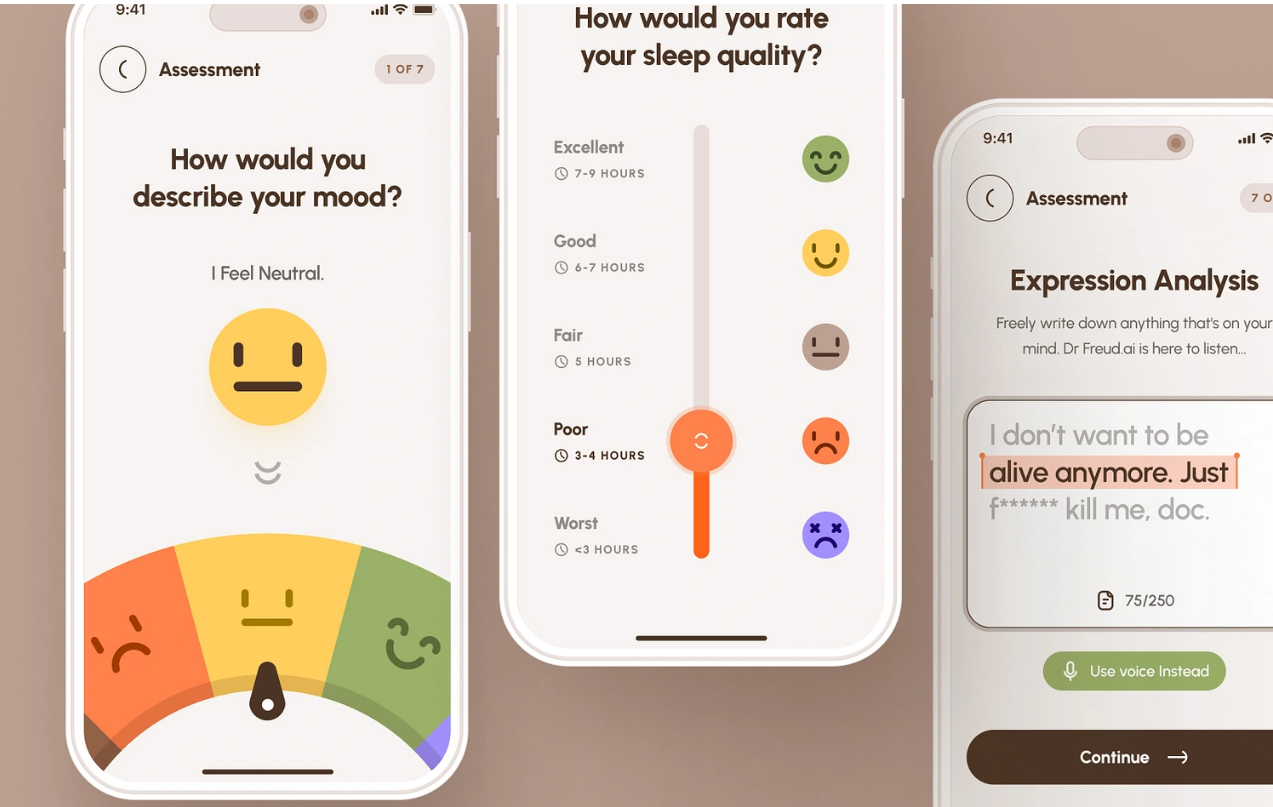 9:41
Assessment
1 OF 7
How would you
describe your mood?
I Feel Neutral.
How would you rate
your sleep quality?
Excellent
7-9 HOURS
Good
6-7 HOURS
Fair
5 HOURS
Poor
3-4 HOURS
Worst
<3 HOURS
9:41
Assessment
7 O
Expression Analysis
Freely write down anything that's on your
mind. Dr Freud.ai is here to listen...
I don't want to be
alive anymore. Just
f****** kill me, doc.
75/250
Use voice Instead
Continue